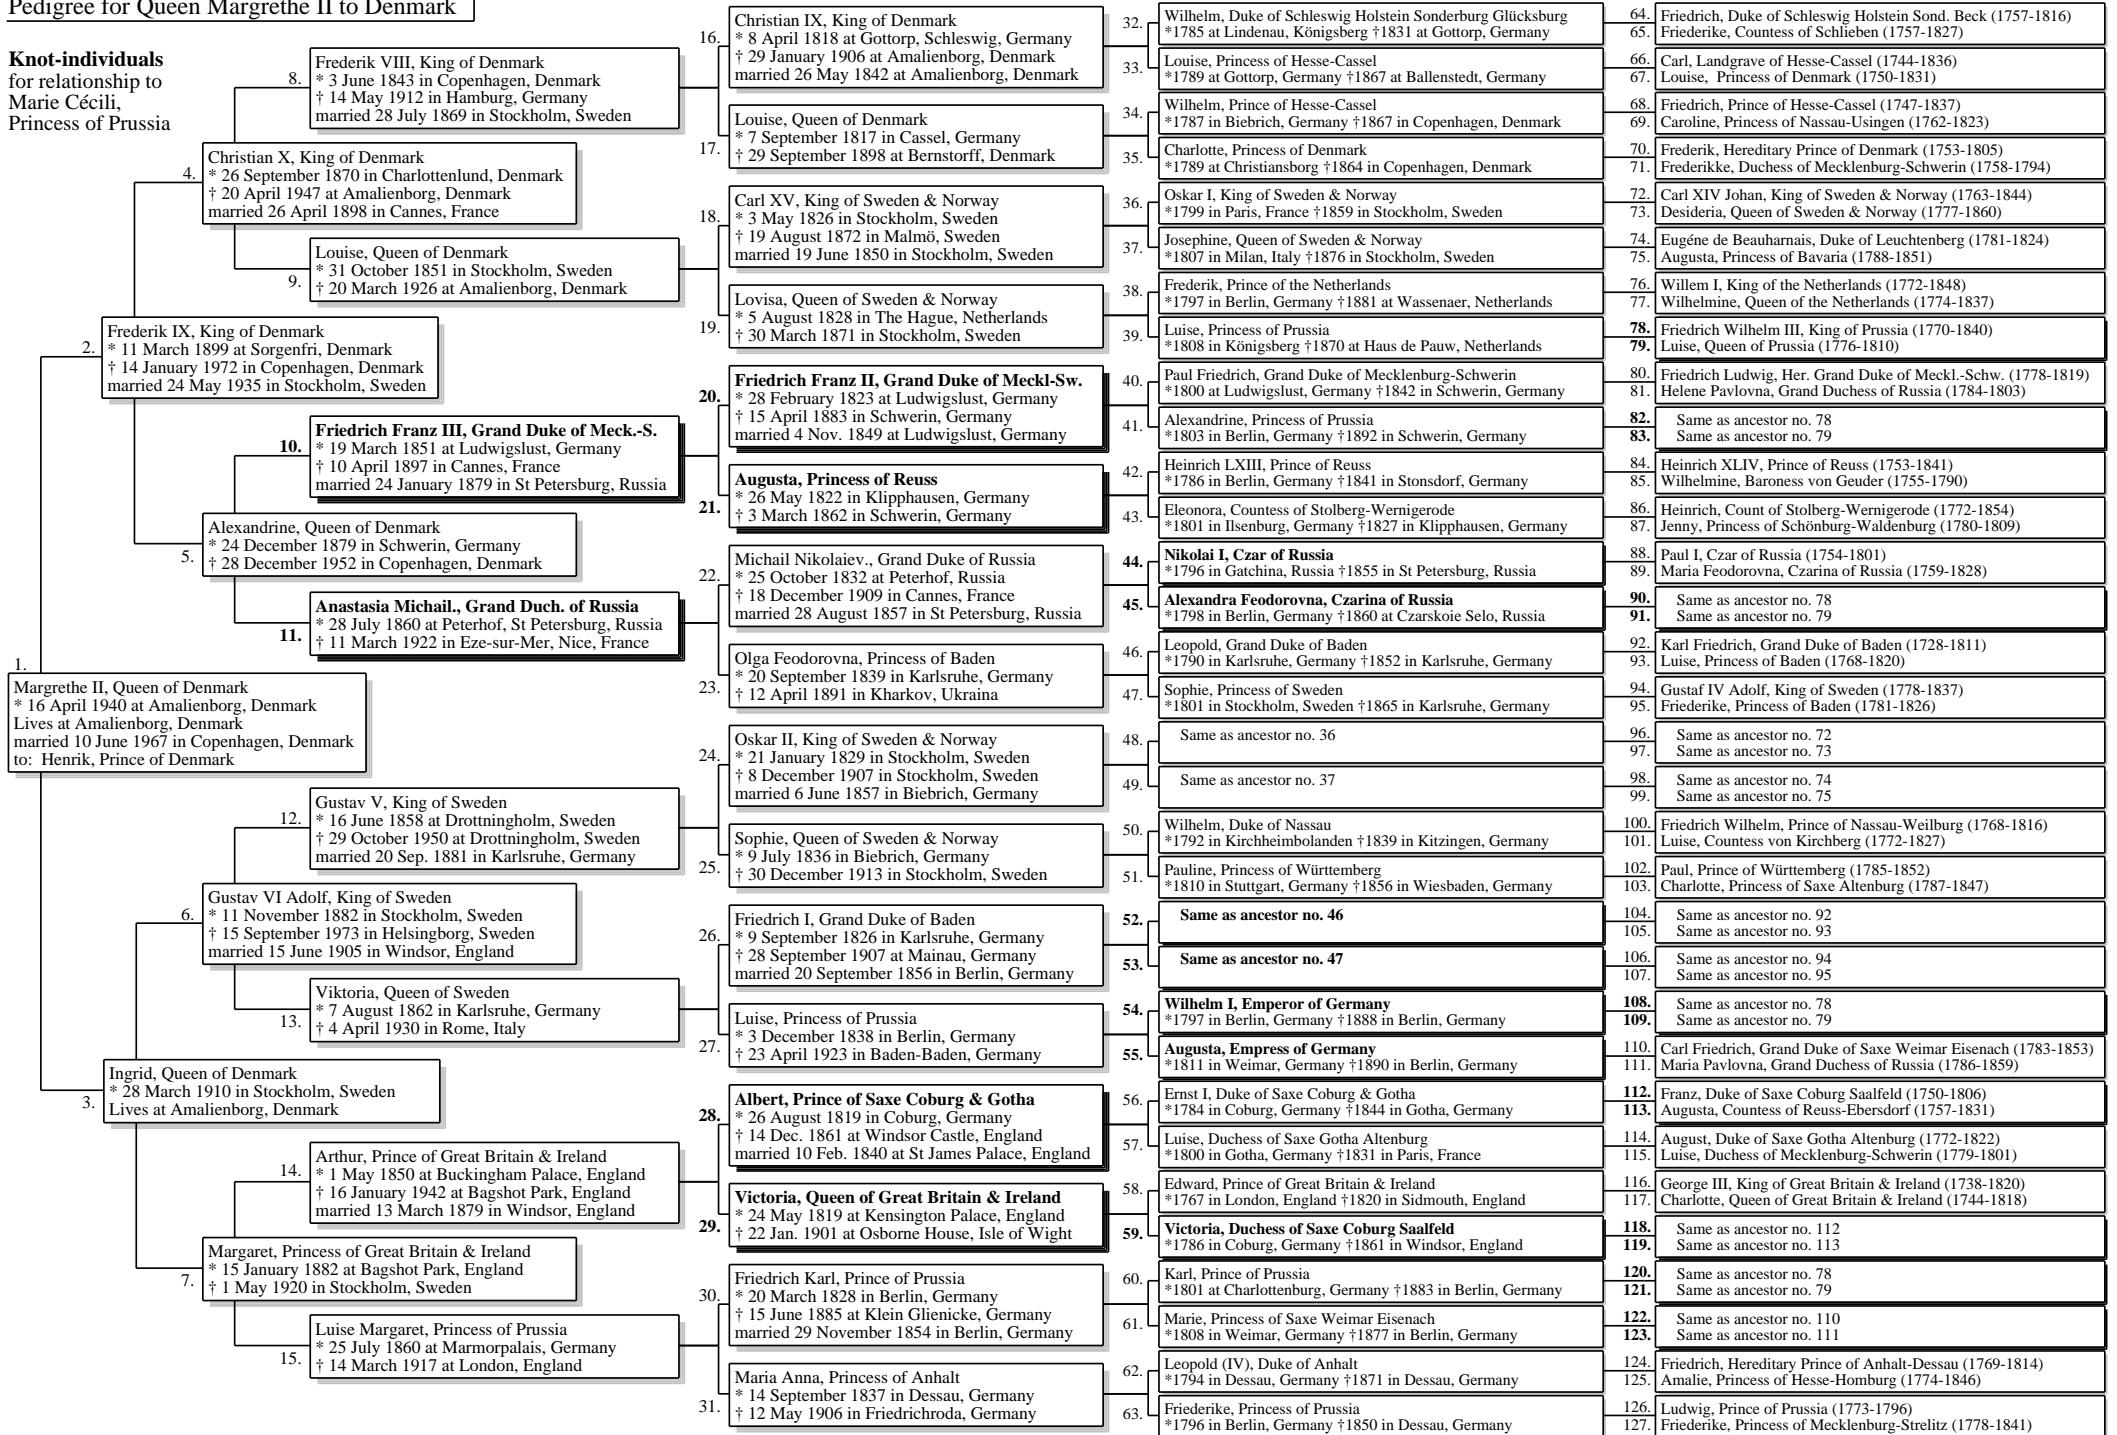 Pedigree for Queen Margrethe II to Denmark
Knot-individuals
for relationship to
Marie Cécili,
Princess of Prussia
1.
Margrethe II, Queen of Denmark
* 16 April 1940 at Amalienborg, Denmark
Lives at Amalienborg, Denmark
married 10 June 1967 in Copenhagen, Denmark
to: Henrik, Prince of Denmark
2.
Frederik IX, King of Denmark
* 11 March 1899 at Sorgenfri, Denmark
† 14 January 1972 in Copenhagen, Denmark
married 24 May 1935 in Stockholm, Sweden
3.
Ingrid, Queen of Denmark
* 28 March 1910 in Stockholm, Sweden
Lives at Amalienborg, Denmark
4.
Christian X, King of Denmark
* 26 September 1870 in Charlottenlund, Denmark
† 20 April 1947 at Amalienborg, Denmark
married 26 April 1898 in Cannes, France
5.
Alexandrine, Queen of Denmark
* 24 December 1879 in Schwerin, Germany
† 28 December 1952 in Copenhagen, Denmark
6.
Gustav VI Adolf, King of Sweden
* 11 November 1882 in Stockholm, Sweden
† 15 September 1973 in Helsingborg, Sweden
married 15 June 1905 in Windsor, England
7.
Margaret, Princess of Great Britain & Ireland
* 15 January 1882 at Bagshot Park, England
† 1 May 1920 in Stockholm, Sweden
8.
Frederik VIII, King of Denmark
* 3 June 1843 in Copenhagen, Denmark
† 14 May 1912 in Hamburg, Germany
married 28 July 1869 in Stockholm, Sweden
9.
Louise, Queen of Denmark
* 31 October 1851 in Stockholm, Sweden
† 20 March 1926 at Amalienborg, Denmark
10.
Friedrich Franz III, Grand Duke of Meck.-S.
* 19 March 1851 at Ludwigslust, Germany
† 10 April 1897 in Cannes, France
married 24 January 1879 in St Petersburg, Russia
11.
Anastasia Michail., Grand Duch. of Russia
* 28 July 1860 at Peterhof, St Petersburg, Russia
† 11 March 1922 in Eze-sur-Mer, Nice, France
12.
Gustav V, King of Sweden
* 16 June 1858 at Drottningholm, Sweden
† 29 October 1950 at Drottningholm, Sweden
married 20 Sep. 1881 in Karlsruhe, Germany
13.
Viktoria, Queen of Sweden
* 7 August 1862 in Karlsruhe, Germany
† 4 April 1930 in Rome, Italy
14.
Arthur, Prince of Great Britain & Ireland
* 1 May 1850 at Buckingham Palace, England
† 16 January 1942 at Bagshot Park, England
married 13 March 1879 in Windsor, England
15.
Luise Margaret, Princess of Prussia
* 25 July 1860 at Marmorpalais, Germany
† 14 March 1917 at London, England
16.
Christian IX, King of Denmark
* 8 April 1818 at Gottorp, Schleswig, Germany
† 29 January 1906 at Amalienborg, Denmark
married 26 May 1842 at Amalienborg, Denmark
17.
Louise, Queen of Denmark
* 7 September 1817 in Cassel, Germany
† 29 September 1898 at Bernstorff, Denmark
18.
Carl XV, King of Sweden & Norway
* 3 May 1826 in Stockholm, Sweden
† 19 August 1872 in Malmö, Sweden
married 19 June 1850 in Stockholm, Sweden
19.
Lovisa, Queen of Sweden & Norway
* 5 August 1828 in The Hague, Netherlands
† 30 March 1871 in Stockholm, Sweden
20.
Friedrich Franz II, Grand Duke of Meckl-Sw.
* 28 February 1823 at Ludwigslust, Germany
† 15 April 1883 in Schwerin, Germany
married 4 Nov. 1849 at Ludwigslust, Germany
21.
Augusta, Princess of Reuss
* 26 May 1822 in Klipphausen, Germany
† 3 March 1862 in Schwerin, Germany
22.
Michail Nikolaiev., Grand Duke of Russia
* 25 October 1832 at Peterhof, Russia
† 18 December 1909 in Cannes, France
married 28 August 1857 in St Petersburg, Russia
23.
Olga Feodorovna, Princess of Baden
* 20 September 1839 in Karlsruhe, Germany
† 12 April 1891 in Kharkov, Ukraina
24.
Oskar II, King of Sweden & Norway
* 21 January 1829 in Stockholm, Sweden
† 8 December 1907 in Stockholm, Sweden
married 6 June 1857 in Biebrich, Germany
25.
Sophie, Queen of Sweden & Norway
* 9 July 1836 in Biebrich, Germany
† 30 December 1913 in Stockholm, Sweden
26.
Friedrich I, Grand Duke of Baden
* 9 September 1826 in Karlsruhe, Germany
† 28 September 1907 at Mainau, Germany
married 20 September 1856 in Berlin, Germany
27.
Luise, Princess of Prussia
* 3 December 1838 in Berlin, Germany
† 23 April 1923 in Baden-Baden, Germany
28.
Albert, Prince of Saxe Coburg & Gotha
* 26 August 1819 in Coburg, Germany
† 14 Dec. 1861 at Windsor Castle, England
married 10 Feb. 1840 at St James Palace, England
29.
Victoria, Queen of Great Britain & Ireland
* 24 May 1819 at Kensington Palace, England
† 22 Jan. 1901 at Osborne House, Isle of Wight
30.
Friedrich Karl, Prince of Prussia
* 20 March 1828 in Berlin, Germany
† 15 June 1885 at Klein Glienicke, Germany
married 29 November 1854 in Berlin, Germany
31.
Maria Anna, Princess of Anhalt
* 14 September 1837 in Dessau, Germany
† 12 May 1906 in Friedrichroda, Germany
32.
Wilhelm, Duke of Schleswig Holstein Sonderburg Glücksburg
*1785 at Lindenau, Königsberg †1831 at Gottorp, Germany
33.
Louise, Princess of Hesse-Cassel
*1789 at Gottorp, Germany †1867 at Ballenstedt, Germany
34.
Wilhelm, Prince of Hesse-Cassel
*1787 in Biebrich, Germany †1867 in Copenhagen, Denmark
35.
Charlotte, Princess of Denmark
*1789 at Christiansborg †1864 in Copenhagen, Denmark
36.
Oskar I, King of Sweden & Norway
*1799 in Paris, France †1859 in Stockholm, Sweden
37.
Josephine, Queen of Sweden & Norway
*1807 in Milan, Italy †1876 in Stockholm, Sweden
38.
Frederik, Prince of the Netherlands
*1797 in Berlin, Germany †1881 at Wassenaer, Netherlands
39.
Luise, Princess of Prussia
*1808 in Königsberg †1870 at Haus de Pauw, Netherlands
40.
Paul Friedrich, Grand Duke of Mecklenburg-Schwerin
*1800 at Ludwigslust, Germany †1842 in Schwerin, Germany
41.
Alexandrine, Princess of Prussia
*1803 in Berlin, Germany †1892 in Schwerin, Germany
42.
Heinrich LXIII, Prince of Reuss
*1786 in Berlin, Germany †1841 in Stonsdorf, Germany
43.
Eleonora, Countess of Stolberg-Wernigerode
*1801 in Ilsenburg, Germany †1827 in Klipphausen, Germany
44.
Nikolai I, Czar of Russia
*1796 in Gatchina, Russia †1855 in St Petersburg, Russia
45.
Alexandra Feodorovna, Czarina of Russia
*1798 in Berlin, Germany †1860 at Czarskoie Selo, Russia
46.
Leopold, Grand Duke of Baden
*1790 in Karlsruhe, Germany †1852 in Karlsruhe, Germany
47.
Sophie, Princess of Sweden
*1801 in Stockholm, Sweden †1865 in Karlsruhe, Germany
48.
Same as ancestor no. 36
49.
Same as ancestor no. 37
50.
Wilhelm, Duke of Nassau
*1792 in Kirchheimbolanden †1839 in Kitzingen, Germany
51.
Pauline, Princess of Württemberg
*1810 in Stuttgart, Germany †1856 in Wiesbaden, Germany
52.
Same as ancestor no. 46
53.
Same as ancestor no. 47
54.
Wilhelm I, Emperor of Germany
*1797 in Berlin, Germany †1888 in Berlin, Germany
55.
Augusta, Empress of Germany
*1811 in Weimar, Germany †1890 in Berlin, Germany
56.
Ernst I, Duke of Saxe Coburg & Gotha
*1784 in Coburg, Germany †1844 in Gotha, Germany
57.
Luise, Duchess of Saxe Gotha Altenburg
*1800 in Gotha, Germany †1831 in Paris, France
58.
Edward, Prince of Great Britain & Ireland
*1767 in London, England †1820 in Sidmouth, England
59.
Victoria, Duchess of Saxe Coburg Saalfeld
*1786 in Coburg, Germany †1861 in Windsor, England
60.
Karl, Prince of Prussia
*1801 at Charlottenburg, Germany †1883 in Berlin, Germany
61.
Marie, Princess of Saxe Weimar Eisenach
*1808 in Weimar, Germany †1877 in Berlin, Germany
62.
Leopold (IV), Duke of Anhalt
*1794 in Dessau, Germany †1871 in Dessau, Germany
63.
Friederike, Princess of Prussia
*1796 in Berlin, Germany †1850 in Dessau, Germany
64. Friedrich, Duke of Schleswig Holstein Sond. Beck (1757-1816)
65. Friederike, Countess of Schlieben (1757-1827)
66. Carl, Landgrave of Hesse-Cassel (1744-1836)
67. Louise, Princess of Denmark (1750-1831)
68. Friedrich, Prince of Hesse-Cassel (1747-1837)
69. Caroline, Princess of Nassau-Usingen (1762-1823)
70. Frederik, Hereditary Prince of Denmark (1753-1805)
71. Frederikke, Duchess of Mecklenburg-Schwerin (1758-1794)
72. Carl XIV Johan, King of Sweden & Norway (1763-1844)
73. Desideria, Queen of Sweden & Norway (1777-1860)
74. Eugéne de Beauharnais, Duke of Leuchtenberg (1781-1824)
75. Augusta, Princess of Bavaria (1788-1851)
76. Willem I, King of the Netherlands (1772-1848)
77. Wilhelmine, Queen of the Netherlands (1774-1837)
78. Friedrich Wilhelm III, King of Prussia (1770-1840)
79. Luise, Queen of Prussia (1776-1810)
80. Friedrich Ludwig, Her. Grand Duke of Meckl.-Schw. (1778-1819)
81. Helene Pavlovna, Grand Duchess of Russia (1784-1803)
82. Same as ancestor no. 78
83. Same as ancestor no. 79
84. Heinrich XLIV, Prince of Reuss (1753-1841)
85. Wilhelmine, Baroness von Geuder (1755-1790)
86. Heinrich, Count of Stolberg-Wernigerode (1772-1854)
87. Jenny, Princess of Schönburg-Waldenburg (1780-1809)
88. Paul I, Czar of Russia (1754-1801)
89. Maria Feodorovna, Czarina of Russia (1759-1828)
90. Same as ancestor no. 78
91. Same as ancestor no. 79
92. Karl Friedrich, Grand Duke of Baden (1728-1811)
93. Luise, Princess of Baden (1768-1820)
94. Gustaf IV Adolf, King of Sweden (1778-1837)
95. Friederike, Princess of Baden (1781-1826)
96. Same as ancestor no. 72
97. Same as ancestor no. 73
98. Same as ancestor no. 74
99. Same as ancestor no. 75
100. Friedrich Wilhelm, Prince of Nassau-Weilburg (1768-1816)
101. Luise, Countess von Kirchberg (1772-1827)
102. Paul, Prince of Württemberg (1785-1852)
103. Charlotte, Princess of Saxe Altenburg (1787-1847)
104. Same as ancestor no. 92
105. Same as ancestor no. 93
106. Same as ancestor no. 94
107. Same as ancestor no. 95
108. Same as ancestor no. 78
109. Same as ancestor no. 79
110. Carl Friedrich, Grand Duke of Saxe Weimar Eisenach (1783-1853)
111. Maria Pavlovna, Grand Duchess of Russia (1786-1859)
112. Franz, Duke of Saxe Coburg Saalfeld (1750-1806)
113. Augusta, Countess of Reuss-Ebersdorf (1757-1831)
114. August, Duke of Saxe Gotha Altenburg (1772-1822)
115. Luise, Duchess of Mecklenburg-Schwerin (1779-1801)
116. George III, King of Great Britain & Ireland (1738-1820)
117. Charlotte, Queen of Great Britain & Ireland (1744-1818)
118. Same as ancestor no. 112
119. Same as ancestor no. 113
120. Same as ancestor no. 78
121. Same as ancestor no. 79
122. Same as ancestor no. 110
123. Same as ancestor no. 111
124. Friedrich, Hereditary Prince of Anhalt-Dessau (1769-1814)
125. Amalie, Princess of Hesse-Homburg (1774-1846)
126. Ludwig, Prince of Prussia (1773-1796)
127. Friederike, Princess of Mecklenburg-Strelitz (1778-1841)